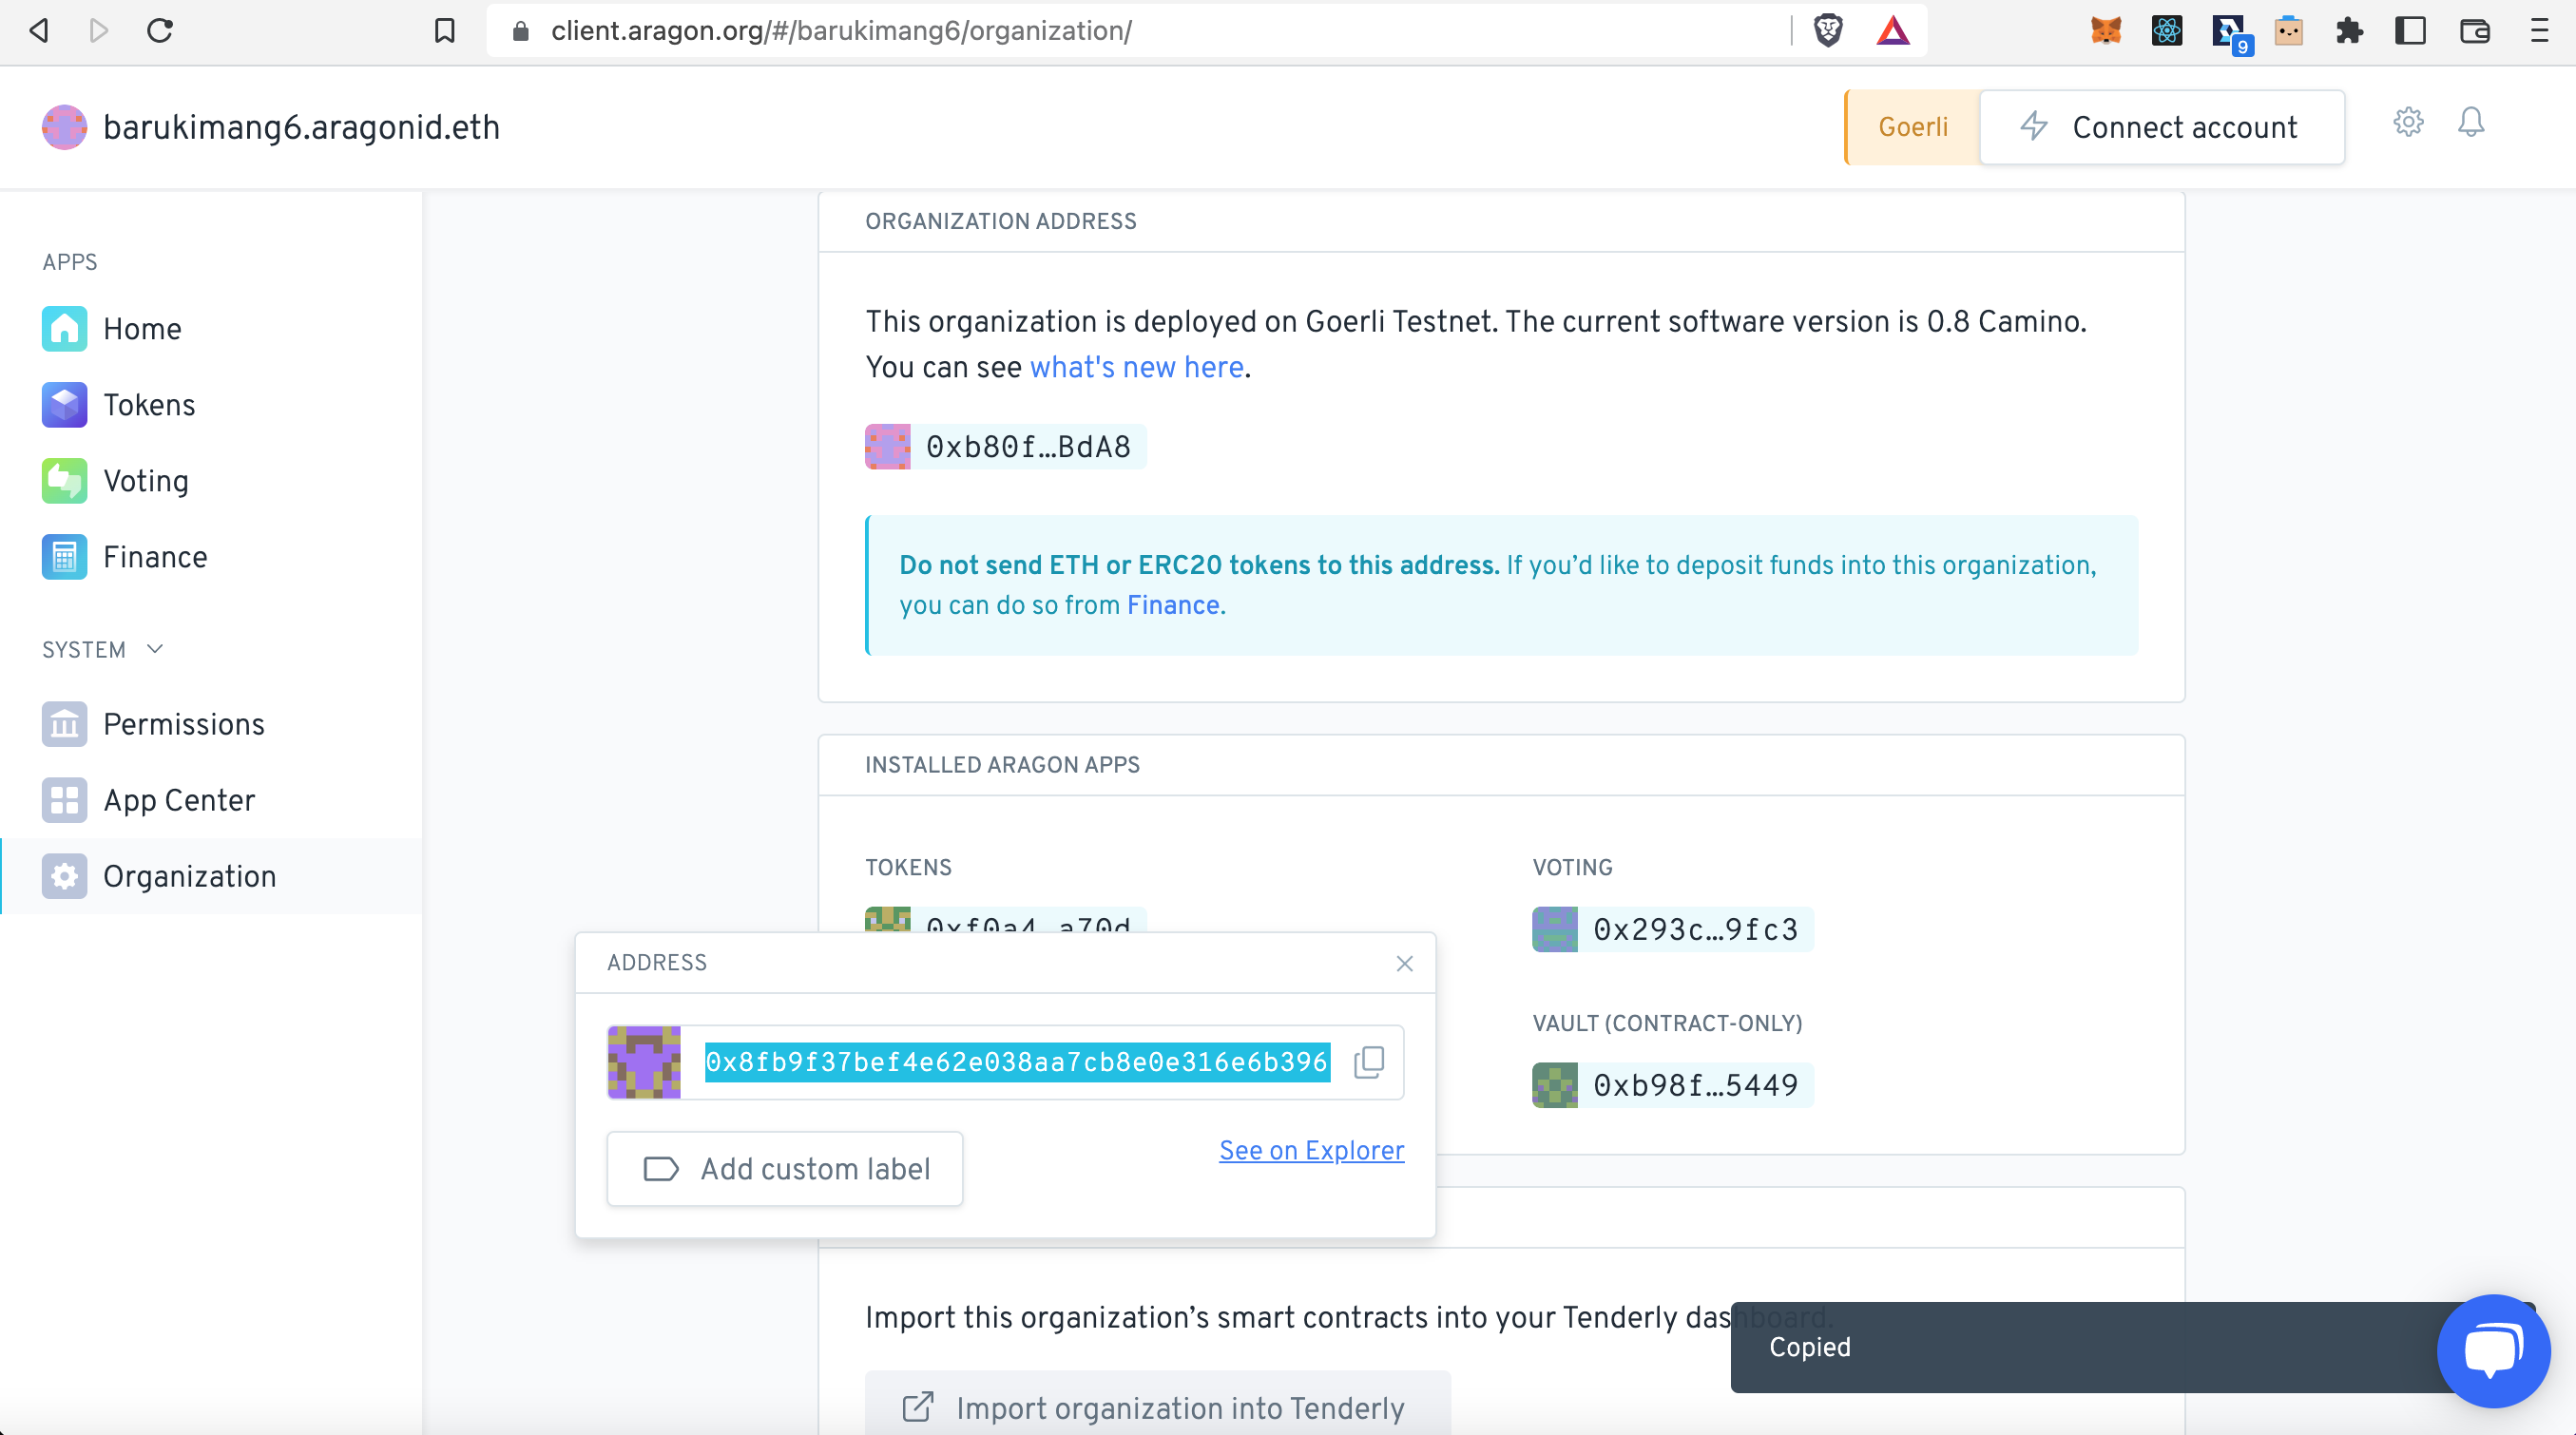 client.aragon.org/#/barukimang6/organization/
9
barukimang6.aragonid.eth
Goerli
Connect account
APPS
Home
Tokens
Voting
Finance
SYSTEM
Permissions
App Center
Organization
ORGANIZATION ADDRESS
This organization is deployed on Goerli Testnet. The current software version is 0.8 Camino.
You can see what's new here.
0xb80f…BdA8
Do not send ETH or ERC20 tokens to this address. If you’d like to deposit funds into this organization,
you can do so from Finance.
INSTALLED ARAGON APPS
TOKENS
0xf0a4…a70d
VOTING
0x293c…9fc3
VAULT (CONTRACT-ONLY)
0xb98f…5449
ADDRESS
0x8fb9f37bef4e62e038aa7cb8e0e316e6b396
Add custom label
See on Explorer
Import this organization’s smart contracts into your Tenderly dashboard.
Import organization into Tenderly
Copied